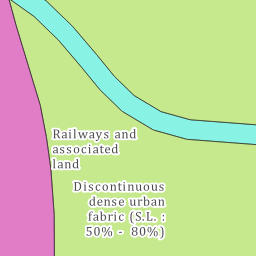 Railways and
associated
land
Discontinuous
dense urban
fabric (S.L. :
50% - 80%)